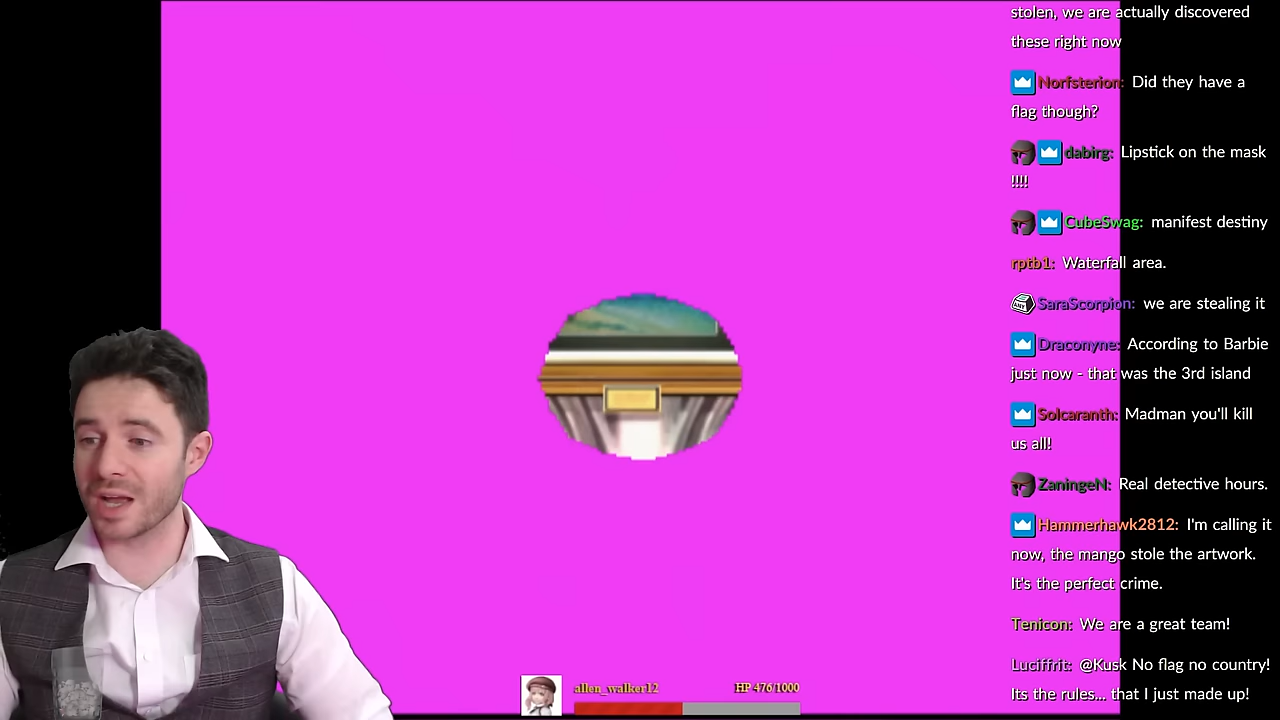 stolen, we are actually discovered
these right now
Norfsterion: Did they have a
flag though?
dabirg: Lipstick on the mask
!!!!
CubeSwag: manifest destiny
rptb1: Waterfall area.
SaraScorpion: we are stealing it
Draconyne: According to Barbie
just now - that was the 3rd island
Solcaranth: Madman you'll kill
us all!
ZaningeN: Real detective hours.
Hammerhawk2812: I'm calling it
now, the mango stole the artwork.
It's the perfect crime.
Tenicon: We are a great team!
Luciffrit: @Kusk No flag no country!
Its the rules... that I just made up!
allen_walker12 HP 476/1000